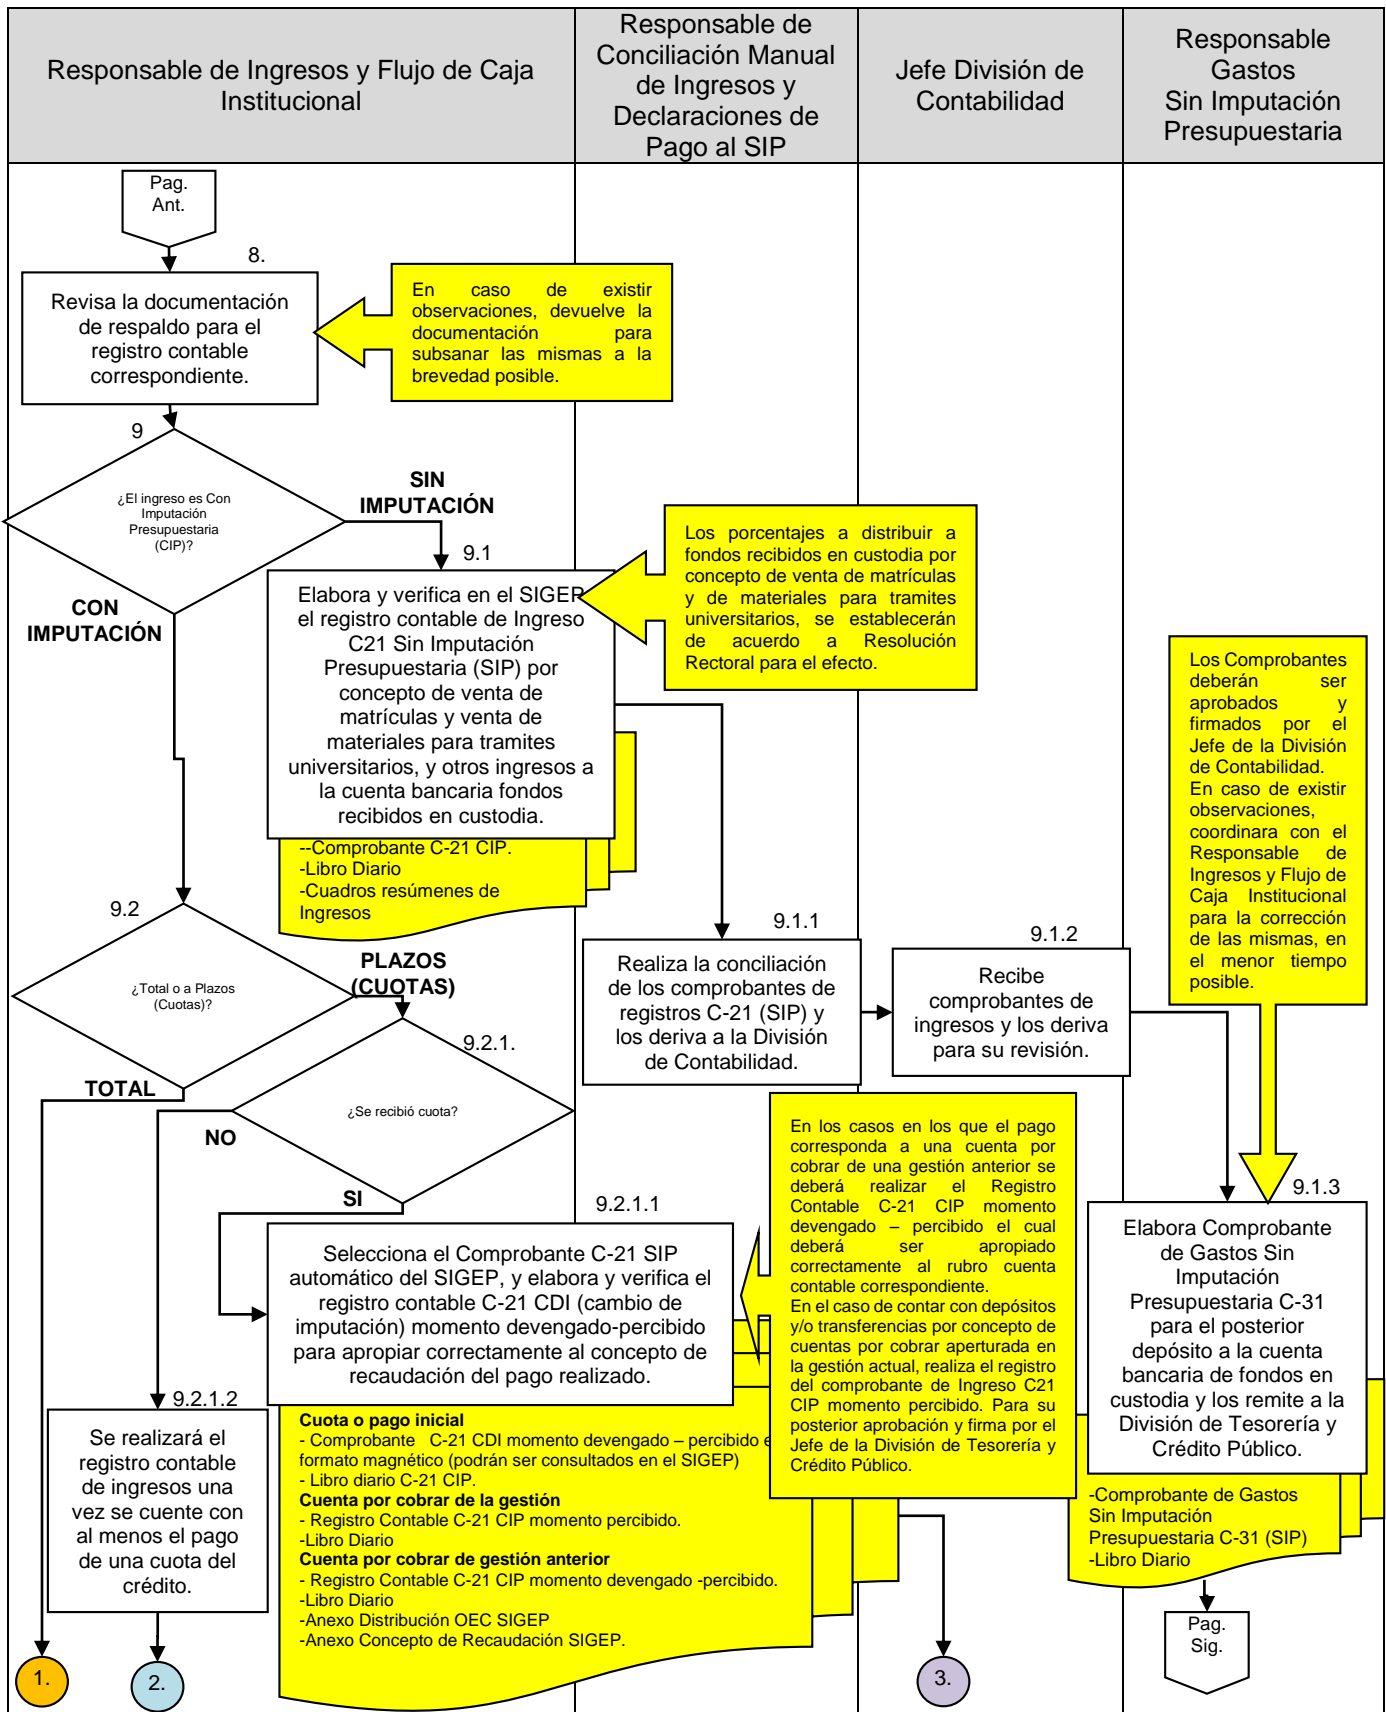 Responsable de Ingresos y Flujo de Caja
Institucional
Responsable de
Conciliación Manual
de Ingresos y
Declaraciones de
Pago al SIP
Jefe División de
Contabilidad
Responsable
Gastos
Sin Imputación
Presupuestaria
Pag.
Ant.
8.
Revisa la documentación
de respaldo para el
registro contable
correspondiente.
En caso de existir
observaciones, devuelve la
documentación para
subsanar las mismas a la
brevedad posible.
9
¿El ingreso es Con
Imputación
Presupuestaria
(CIP)?
SIN
IMPUTACIÓN
CON
IMPUTACIÓN
9.1
Elabora y verifica en el SIGEP
el registro contable de Ingreso
C21 Sin Imputación
Presupuestaria (SIP) por
concepto de venta de
matrículas y venta de
materiales para tramites
universitarios, y otros ingresos a
la cuenta bancaria fondos
recibidos en custodia.
--Comprobante C-21 CIP.
-Libro Diario
-Cuadros resúmenes de
Ingresos
Los porcentajes a distribuir a
fondos recibidos en custodia por
concepto de venta de matrículas
y de materiales para tramites
universitarios, se establecerán
de acuerdo a Resolución
Rectoral para el efecto.
Los Comprobantes
deberán ser
aprobados y
firmados por el
Jefe de la División
de Contabilidad.
En caso de existir
observaciones,
coordinara con el
Responsable de
Ingresos y Flujo de
Caja Institucional
para la corrección
de las mismas, en
el menor tiempo
posible.
9.2
¿Total o a Plazos
(Cuotas)?
PLAZOS
(CUOTAS)
TOTAL
9.1.1
Realiza la conciliación
de los comprobantes de
registros C-21 (SIP) y
los deriva a la División
de Contabilidad.
9.1.2
Recibe
comprobantes de
ingresos y los deriva
para su revisión.
9.2.1.
¿Se recibió cuota?
NO
SI
9.2.1.1
Selecciona el Comprobante C-21 SIP
automático del SIGEP, y elabora y verifica el
registro contable C-21 CDI (cambio de
imputación) momento devengado-percibido
para apropiar correctamente al concepto de
recaudación del pago realizado.
En los casos en los que el pago
corresponda a una cuenta por
cobrar de una gestión anterior se
deberá realizar el Registro
Contable C-21 CIP momento
devengado – percibido el cual
deberá ser apropiado
correctamente al rubro cuenta
contable correspondiente.
En el caso de contar con depósitos
y/o transferencias por concepto de
cuentas por cobrar aperturada en
la gestión actual, realiza el registro
del comprobante de Ingreso C21
CIP momento percibido. Para su
posterior aprobación y firma por el
Jefe de la División de Tesorería y
Crédito Público.
9.1.3
Elabora Comprobante
de Gastos Sin
Imputación
Presupuestaria C-31
para el posterior
depósito a la cuenta
bancaria de fondos en
custodia y los remite a la
División de Tesorería y
Crédito Público.
-Comprobante de Gastos
Sin Imputación
Presupuestaria C-31 (SIP)
-Libro Diario
9.2.1.2
Se realizará el
registro contable
de ingresos una
vez se cuente con
al menos el pago
de una cuota del
crédito.
Cuota o pago inicial
- Comprobante C-21 CDI momento devengado – percibido e
formato magnético (podrán ser consultados en el SIGEP)
- Libro diario C-21 CIP.
Cuenta por cobrar de la gestión
- Registro Contable C-21 CIP momento percibido.
-Libro Diario
Cuenta por cobrar de gestión anterior
- Registro Contable C-21 CIP momento devengado -percibido.
-Libro Diario
-Anexo Distribución OEC SIGEP
-Anexo Concepto de Recaudación SIGEP.
1.
2.
3.
Pag.
Sig.